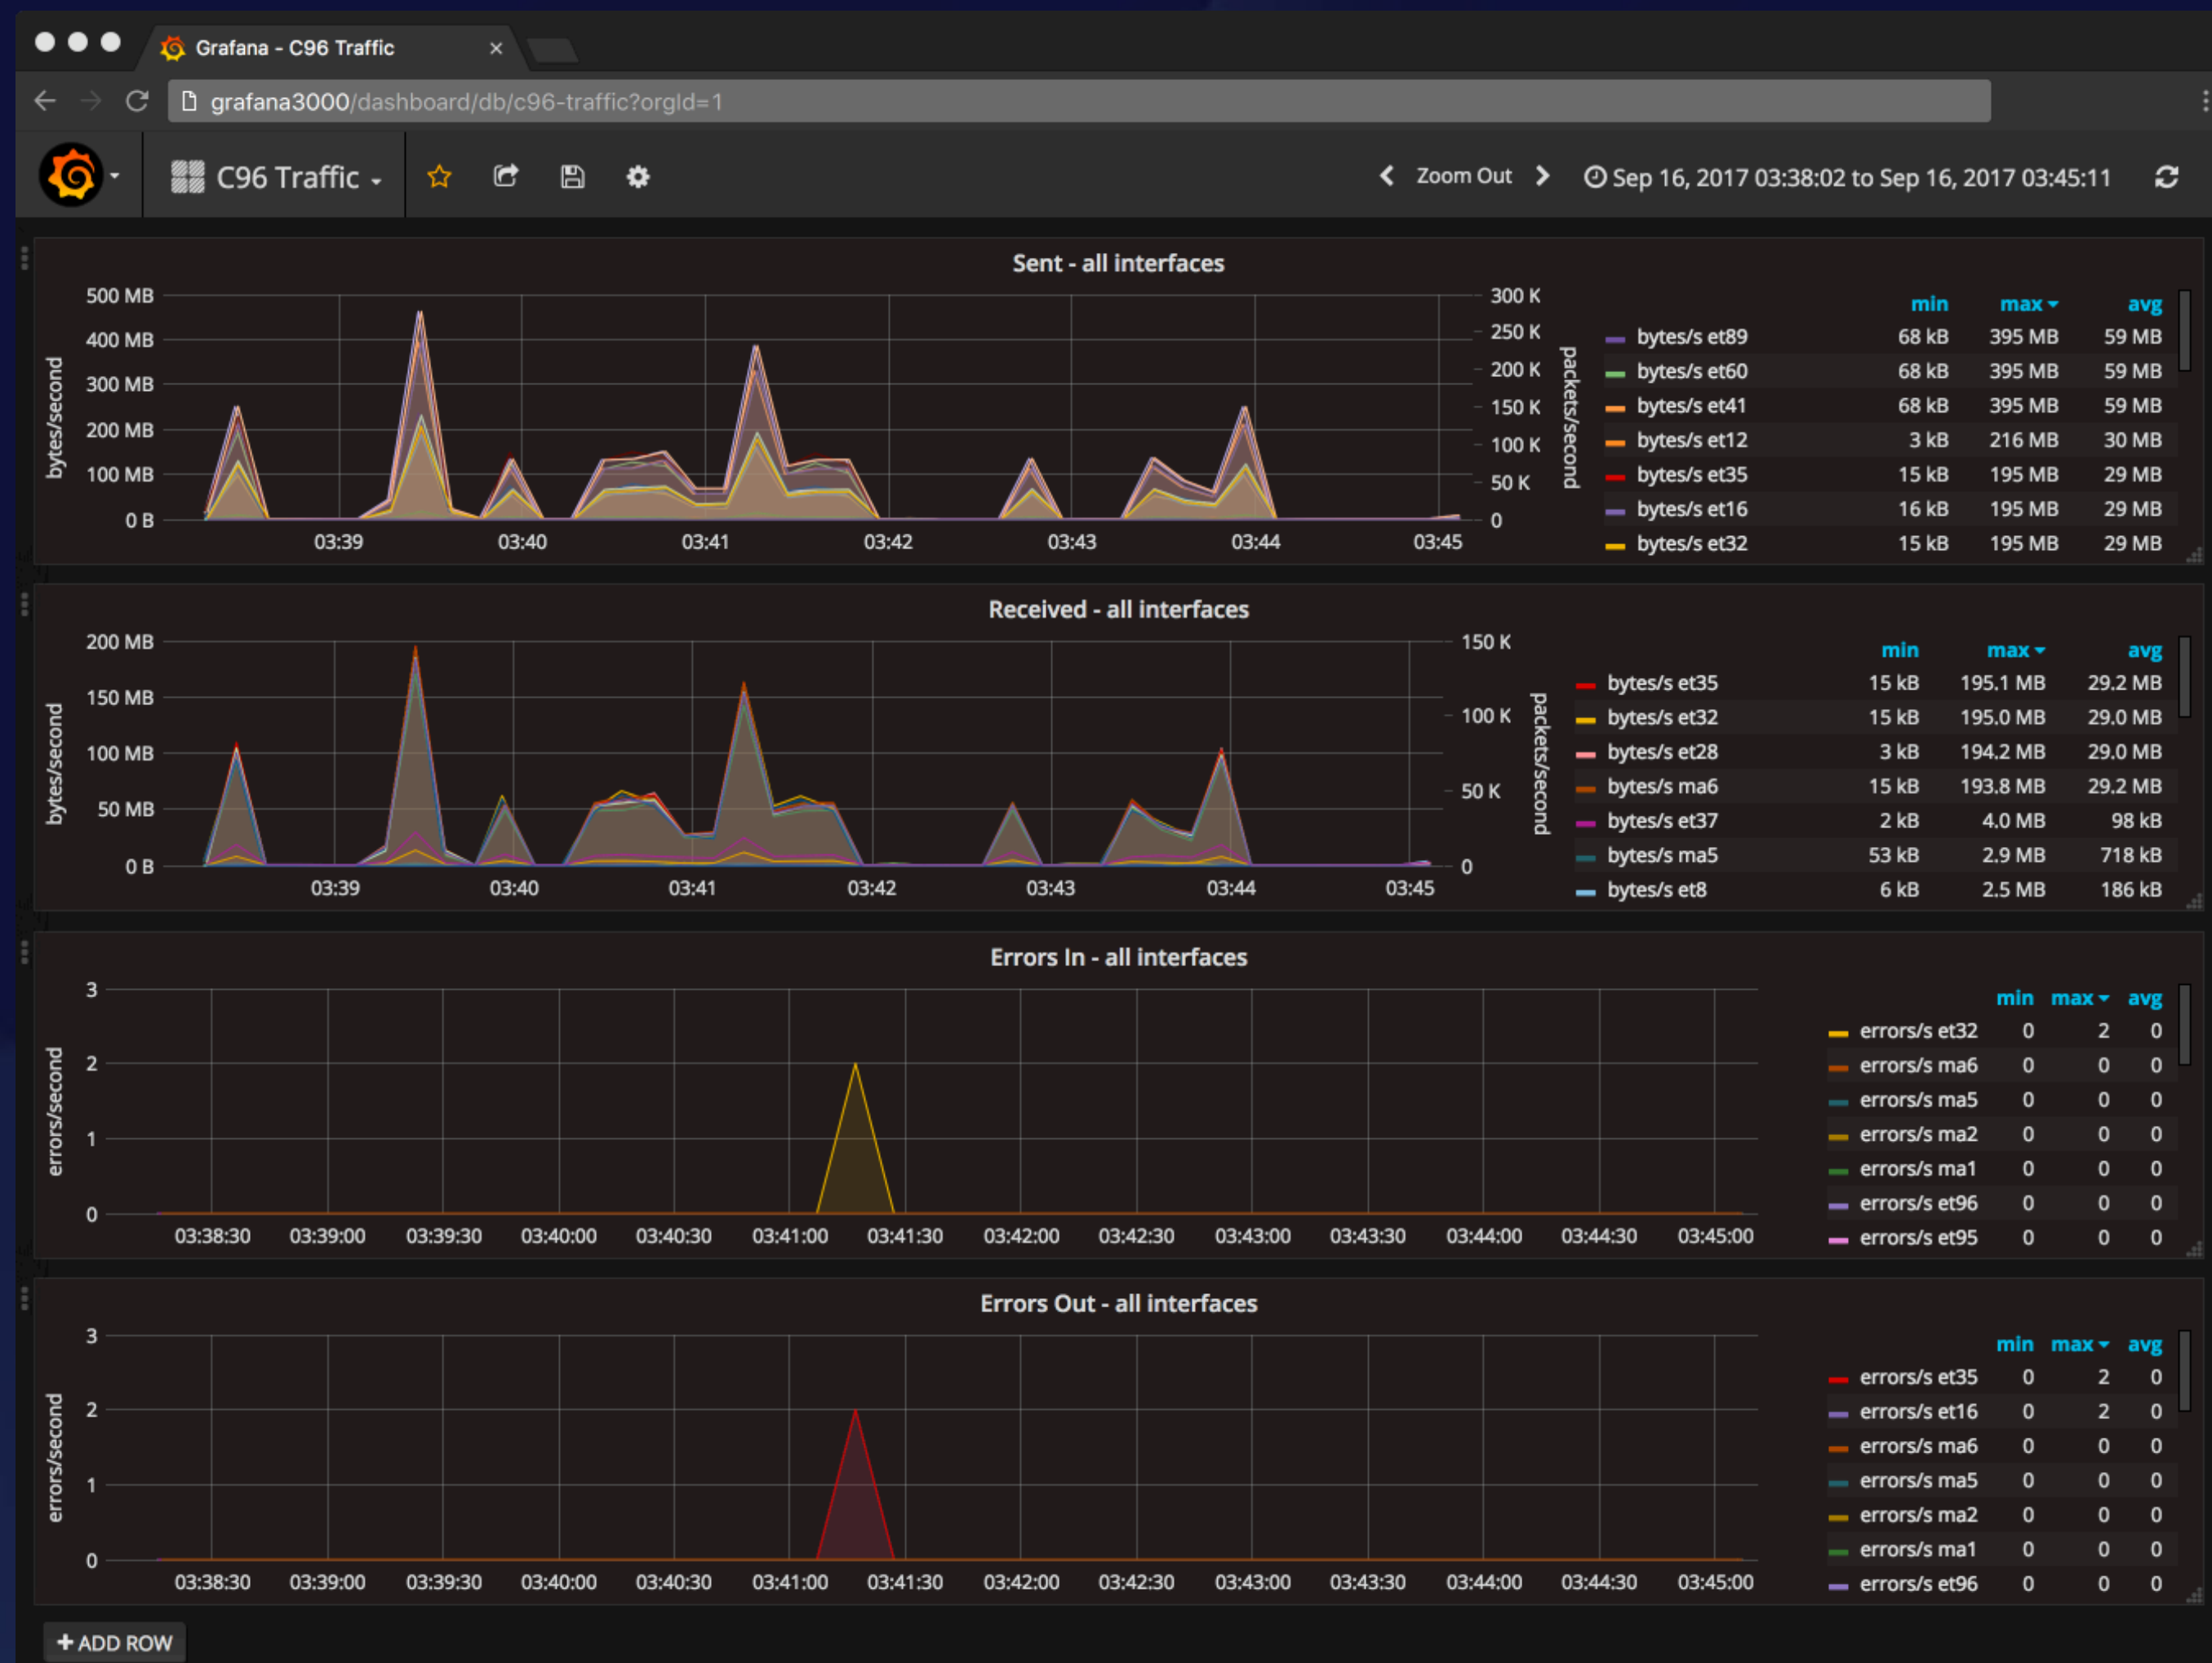 Grafana - C96 Traffic
grafana3000/dashboard/db/c96-traffic?orgId=1
C96 Traffic
Zoom Out
Sep 16, 2017 03:38:02 to Sep 16, 2017 03:45:11
Sent - all interfaces
bytes/second
500 MB
400 MB
300 MB
200 MB
100 MB
0 B
300 K
250 K
200 K
150 K
100 K
50 K
0
packets/second
03:39 03:40 03:41 03:42 03:43 03:44 03:45
min max avg
bytes/s et89 68 kB 395 MB 59 MB
bytes/s et60 68 kB 395 MB 59 MB
bytes/s et41 68 kB 395 MB 59 MB
bytes/s et12 3 kB 216 MB 30 MB
bytes/s et35 15 kB 195 MB 29 MB
bytes/s et16 16 kB 195 MB 29 MB
bytes/s et32 15 kB 195 MB 29 MB
Received - all interfaces
bytes/second
200 MB
150 MB
100 MB
50 MB
0 B
150 K
100 K
50 K
0
packets/second
03:39 03:40 03:41 03:42 03:43 03:44 03:45
min max avg
bytes/s et35 15 kB 195.1 MB 29.2 MB
bytes/s et32 15 kB 195.0 MB 29.0 MB
bytes/s et28 3 kB 194.2 MB 29.0 MB
bytes/s ma6 15 kB 193.8 MB 29.2 MB
bytes/s et37 2 kB 4.0 MB 98 kB
bytes/s ma5 53 kB 2.9 MB 718 kB
bytes/s et8 6 kB 2.5 MB 186 kB
Errors In - all interfaces
errors/second
3
2
1
0
03:38:30 03:39:00 03:39:30 03:40:00 03:40:30 03:41:00 03:41:30 03:42:00 03:42:30 03:43:00 03:43:30 03:44:00 03:44:30 03:45:00
min max avg
errors/s et32 0 2 0
errors/s ma6 0 0 0
errors/s ma5 0 0 0
errors/s ma2 0 0 0
errors/s ma1 0 0 0
errors/s et96 0 0 0
errors/s et95 0 0 0
Errors Out - all interfaces
errors/second
3
2
1
0
03:38:30 03:39:00 03:39:30 03:40:00 03:40:30 03:41:00 03:41:30 03:42:00 03:42:30 03:43:00 03:43:30 03:44:00 03:44:30 03:45:00
min max avg
errors/s et35 0 2 0
errors/s et16 0 2 0
errors/s ma6 0 0 0
errors/s ma5 0 0 0
errors/s ma2 0 0 0
errors/s ma1 0 0 0
errors/s et96 0 0 0
+ ADD ROW